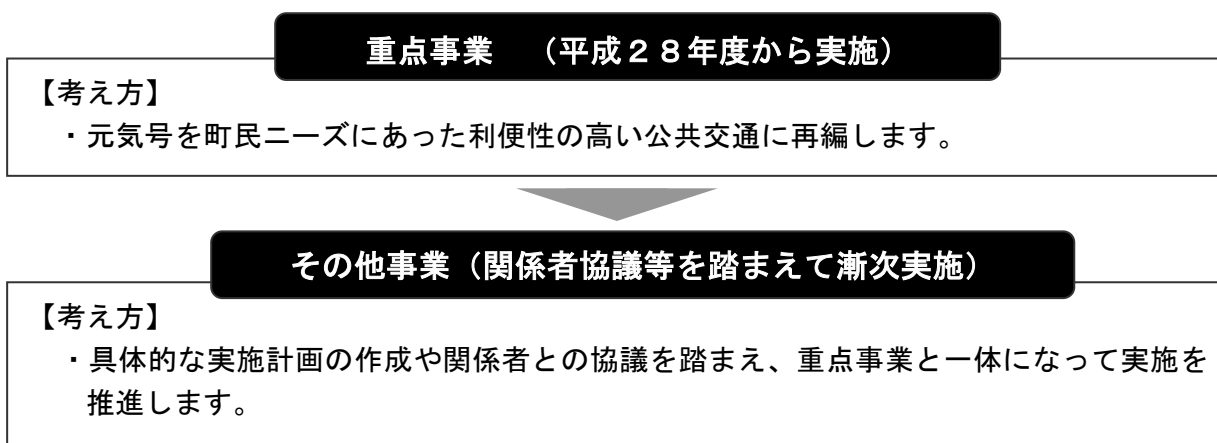 重点事業　（平成２８年度から実施）
【考え方】
・元気号を町民ニーズにあった利便性の高い公共交通に再編します。
その他事業（関係者協議等を踏まえて漸次実施）
【考え方】
・具体的な実施計画の作成や関係者との協議を踏まえ、重点事業と一体になって実施を
推進します。